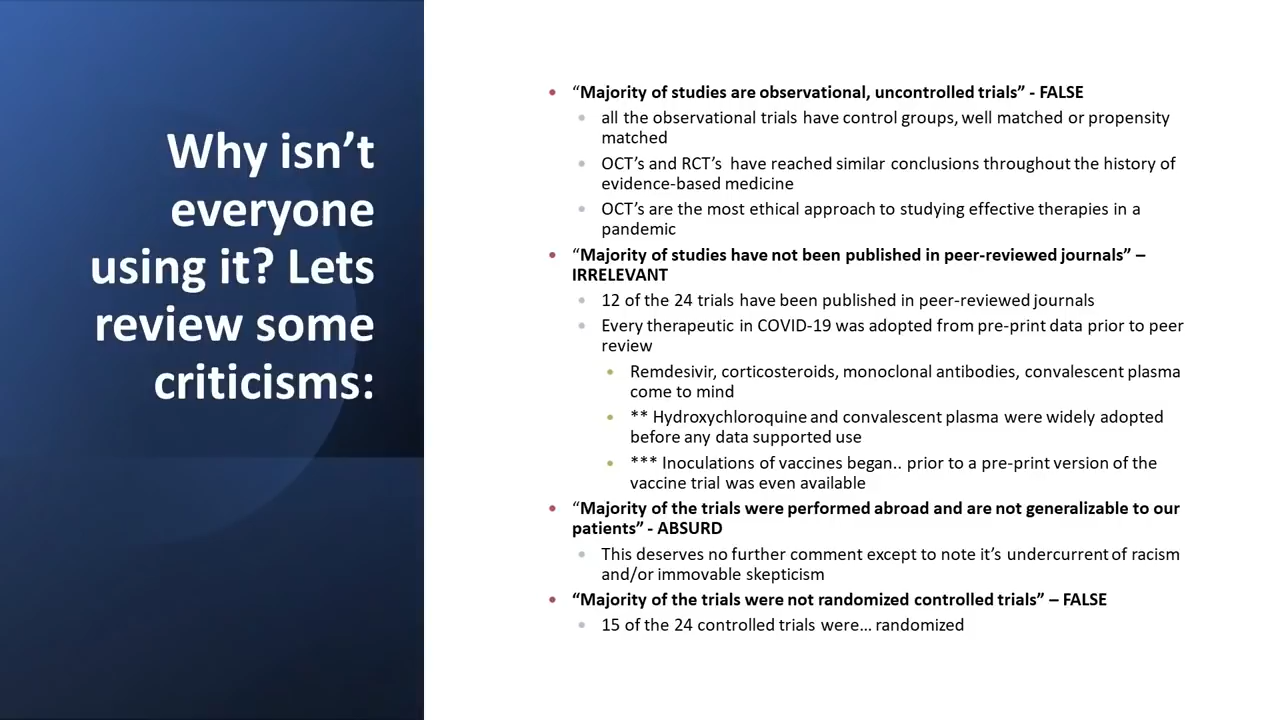 Why isn't
everyone
using it? Lets
review some
criticisms:
• "Majority of studies are observational, uncontrolled trials" - FALSE
• all the observational trials have control groups, well matched or propensity
matched
• OCT's and RCT's have reached similar conclusions throughout the history of
evidence-based medicine
• OCT's are the most ethical approach to studying effective therapies in a
pandemic
• "Majority of studies have not been published in peer-reviewed journals" –
IRRELEVANT
• 12 of the 24 trials have been published in peer-reviewed journals
• Every therapeutic in COVID-19 was adopted from pre-print data prior to peer
review
• Remdesivir, corticosteroids, monoclonal antibodies, convalescent plasma
come to mind
• ** Hydroxychloroquine and convalescent plasma were widely adopted
before any data supported use
• *** Inoculations of vaccines began.. prior to a pre-print version of the
vaccine trial was even available
• "Majority of the trials were performed abroad and are not generalizable to our
patients" - ABSURD
• This deserves no further comment except to note it's undercurrent of racism
and/or immovable skepticism
• "Majority of the trials were not randomized controlled trials" – FALSE
• 15 of the 24 controlled trials were… randomized